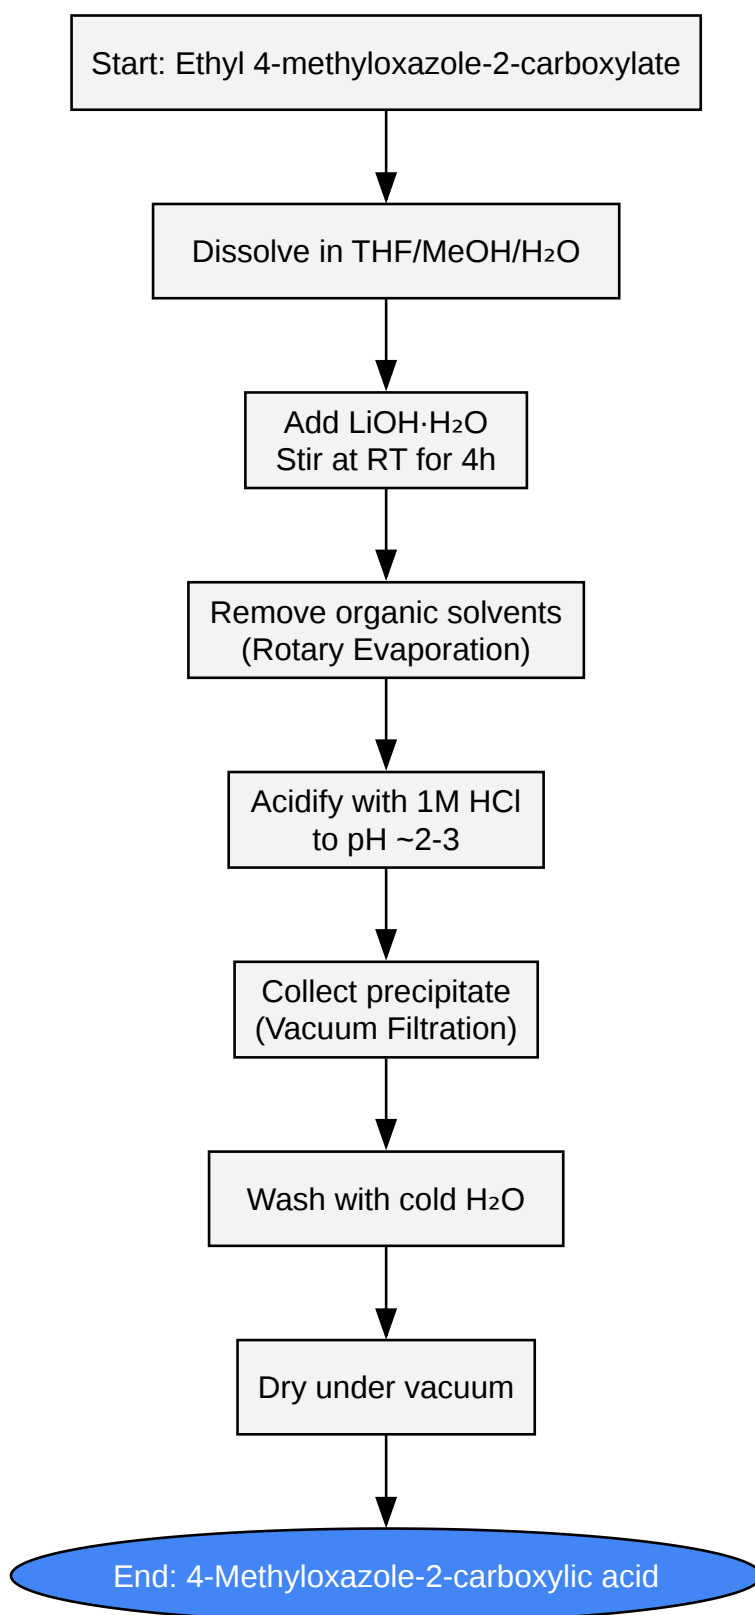 Start: Ethyl 4-methyloxazole-2-carboxylate
Dissolve in THF/MeOH/H₂O
Add LiOH·H₂O
Stir at RT for 4h
Remove organic solvents
(Rotary Evaporation)
Acidify with 1M HCl
to pH ~2-3
Collect precipitate
(Vacuum Filtration)
Wash with cold H₂O
Dry under vacuum
End: 4-Methyloxazole-2-carboxylic acid